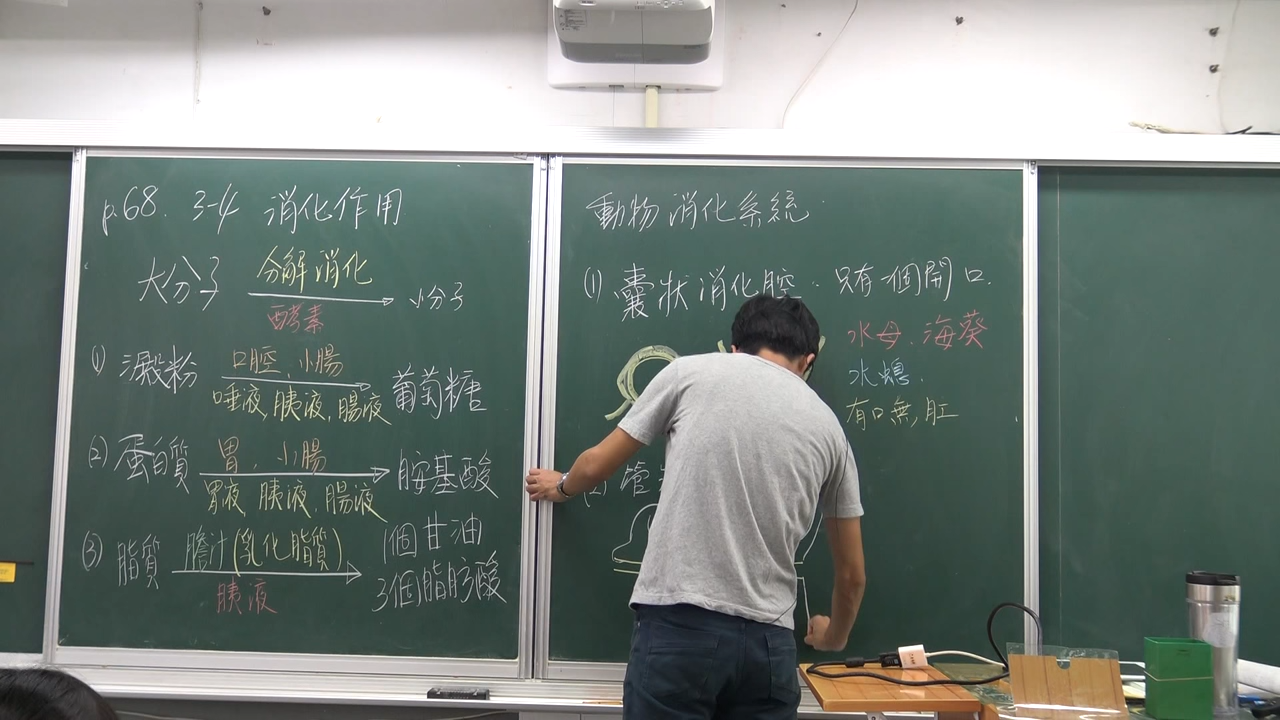 p.68. 3-4 消化作用
大分子 分解消化 小分子
酵素
(1) 澱粉 口腔、小腸 葡萄糖
唾液,胰液,腸液
(2) 蛋白質 胃、小腸 胺基酸
胃液,胰液,腸液
(3) 脂質 膽汁(乳化脂質) 1個甘油
胰液 3個脂肪酸
動物消化系統
(1) 囊狀消化腔. 只有一個開口.
水母、海葵
水螅.
有口無肛
(2) 管